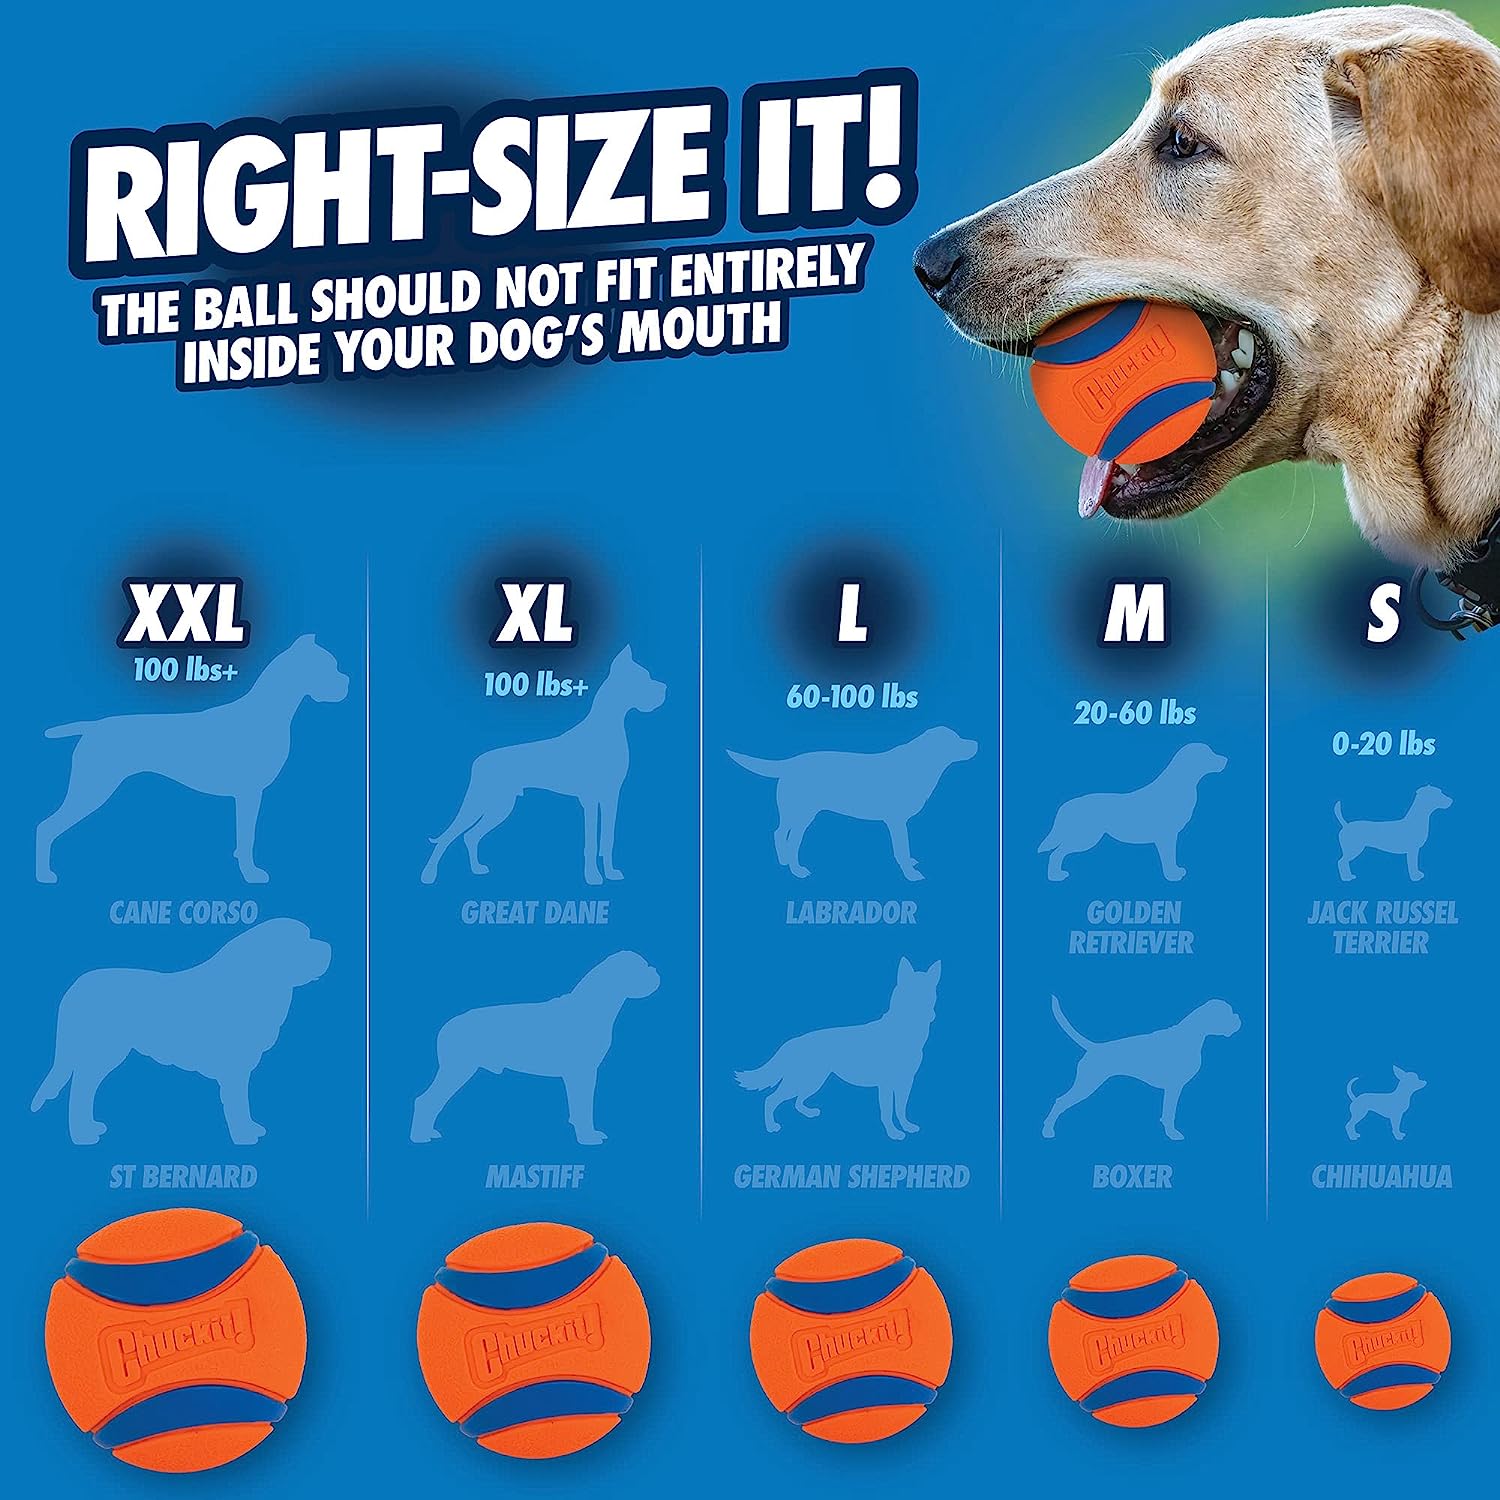 RIGHT-SIZE IT!
THE BALL SHOULD NOT FIT ENTIRELY
INSIDE YOUR DOG'S MOUTH
Chuckit!
XXL
100 lbs+
CANE CORSO
ST BERNARD
Chuckit!
XL
100 lbs+
GREAT DANE
MASTIFF
Chuckit!
L
60-100 lbs
LABRADOR
GERMAN SHEPHERD
Chuckit!
M
20-60 lbs
GOLDEN
RETRIEVER
BOXER
Chuckit!
S
0-20 lbs
JACK RUSSEL
TERRIER
CHIHUAHUA
Chuckit!